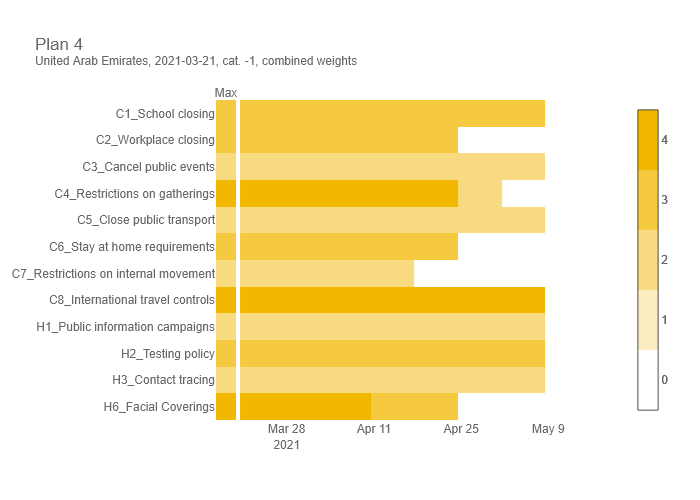 Plan 4
United Arab Emirates, 2021-03-21, cat. -1, combined weights
Max
C1_School closing
C2_Workplace closing
C3_Cancel public events
C4_Restrictions on gatherings
C5_Close public transport
C6_Stay at home requirements
C7_Restrictions on internal movement
C8_International travel controls
H1_Public information campaigns
H2_Testing policy
H3_Contact tracing
H6_Facial Coverings
Mar 28 Apr 11 Apr 25 May 9
2021
4
3
2
1
0